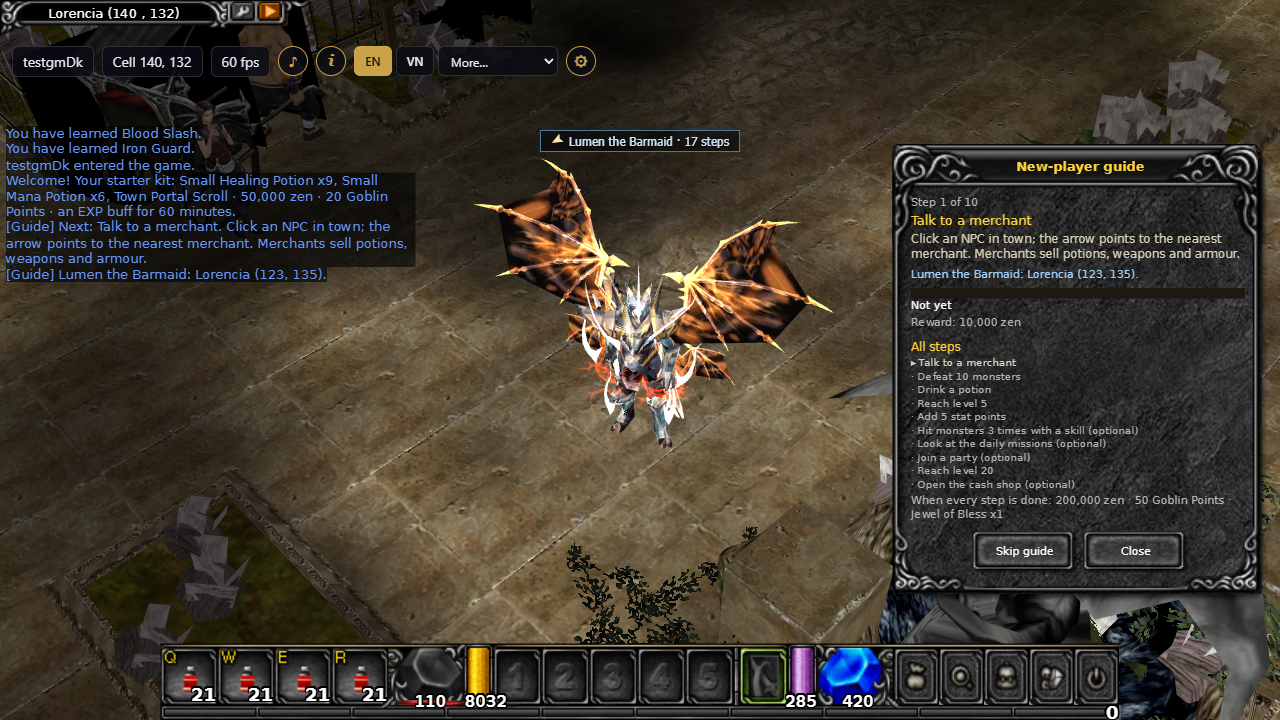 Lorencia (140 , 132)
testgmDk
Cell 140, 132
60 fps
♪
i
EN
VN
More...
You have learned Blood Slash.
You have learned Iron Guard.
testgmDk entered the game.
Welcome! Your starter kit: Small Healing Potion x9, Small
Mana Potion x6, Town Portal Scroll · 50,000 zen · 20 Goblin
Points · an EXP buff for 60 minutes.
[Guide] Next: Talk to a merchant. Click an NPC in town; the
arrow points to the nearest merchant. Merchants sell potions,
weapons and armour.
[Guide] Lumen the Barmaid: Lorencia (123, 135).
Lumen the Barmaid · 17 steps
New-player guide
Step 1 of 10
Talk to a merchant
Click an NPC in town; the arrow points to the nearest
merchant. Merchants sell potions, weapons and armour.
Lumen the Barmaid: Lorencia (123, 135).
Not yet
Reward: 10,000 zen
All steps
▸ Talk to a merchant
· Defeat 10 monsters
· Drink a potion
· Reach level 5
· Add 5 stat points
· Hit monsters 3 times with a skill (optional)
· Look at the daily missions (optional)
· Join a party (optional)
· Reach level 20
· Open the cash shop (optional)
When every step is done: 200,000 zen · 50 Goblin Points ·
Jewel of Bless x1
Skip guide
Close
Q
21
W
21
E
21
R
21
110
8032
1
2
3
4
5
285
420
0